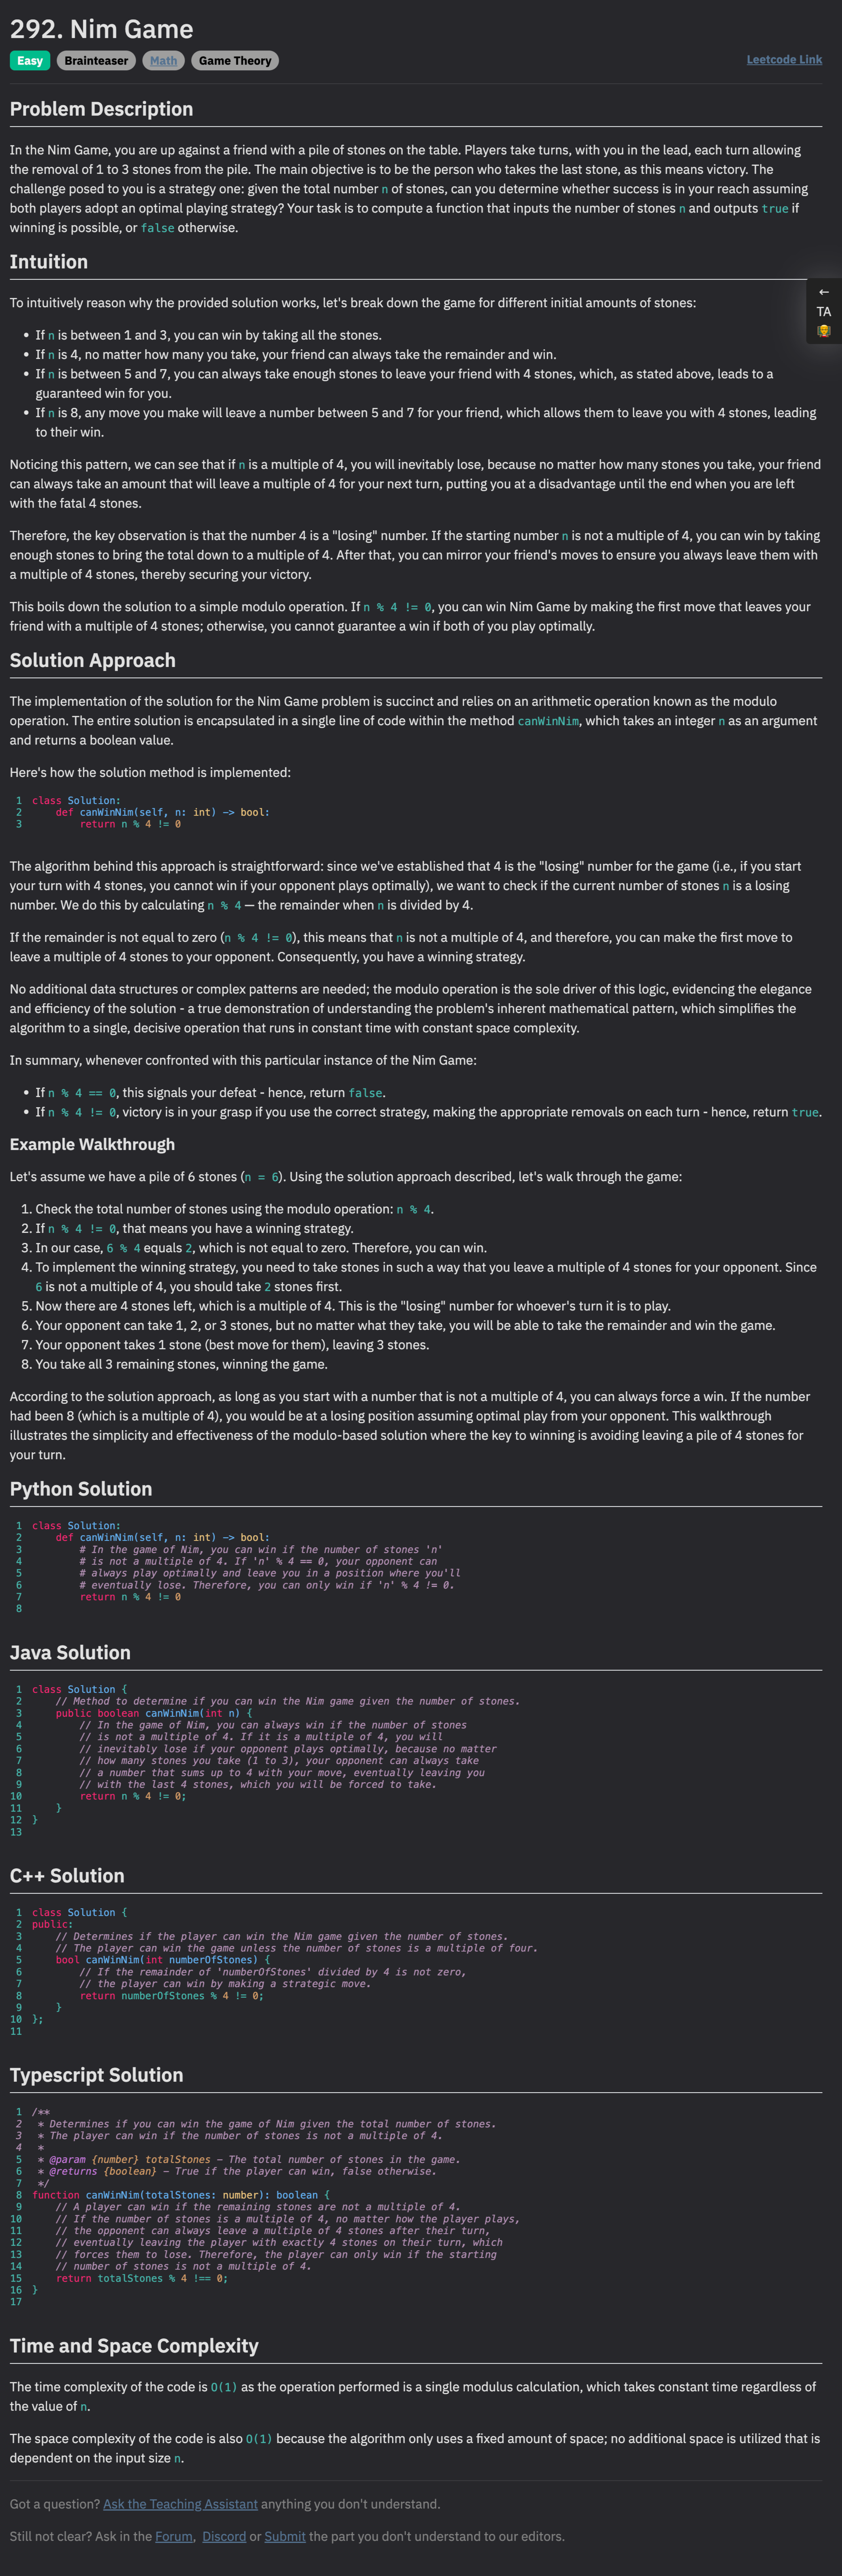 292. Nim Game
Easy Brainteaser Math Game Theory Leetcode Link
Problem Description
In the Nim Game, you are up against a friend with a pile of stones on the table. Players take turns, with you in the lead, each turn allowing
the removal of 1 to 3 stones from the pile. The main objective is to be the person who takes the last stone, as this means victory. The
challenge posed to you is a strategy one: given the total number n of stones, can you determine whether success is in your reach assuming
both players adopt an optimal playing strategy? Your task is to compute a function that inputs the number of stones n and outputs true if
winning is possible, or false otherwise.
Intuition
←
To intuitively reason why the provided solution works, let's break down the game for different initial amounts of stones:
TA
• If n is between 1 and 3, you can win by taking all the stones.
• If n is 4, no matter how many you take, your friend can always take the remainder and win.
• If n is between 5 and 7, you can always take enough stones to leave your friend with 4 stones, which, as stated above, leads to a
guaranteed win for you.
• If n is 8, any move you make will leave a number between 5 and 7 for your friend, which allows them to leave you with 4 stones, leading
to their win.
Noticing this pattern, we can see that if n is a multiple of 4, you will inevitably lose, because no matter how many stones you take, your friend
can always take an amount that will leave a multiple of 4 for your next turn, putting you at a disadvantage until the end when you are left
with the fatal 4 stones.
Therefore, the key observation is that the number 4 is a "losing" number. If the starting number n is not a multiple of 4, you can win by taking
enough stones to bring the total down to a multiple of 4. After that, you can mirror your friend's moves to ensure you always leave them with
a multiple of 4 stones, thereby securing your victory.
This boils down the solution to a simple modulo operation. If n % 4 != 0, you can win Nim Game by making the first move that leaves your
friend with a multiple of 4 stones; otherwise, you cannot guarantee a win if both of you play optimally.
Solution Approach
The implementation of the solution for the Nim Game problem is succinct and relies on an arithmetic operation known as the modulo
operation. The entire solution is encapsulated in a single line of code within the method canWinNim, which takes an integer n as an argument
and returns a boolean value.
Here's how the solution method is implemented:
1 class Solution:
2     def canWinNim(self, n: int) -> bool:
3         return n % 4 != 0
The algorithm behind this approach is straightforward: since we've established that 4 is the "losing" number for the game (i.e., if you start
your turn with 4 stones, you cannot win if your opponent plays optimally), we want to check if the current number of stones n is a losing
number. We do this by calculating n % 4 — the remainder when n is divided by 4.
If the remainder is not equal to zero (n % 4 != 0), this means that n is not a multiple of 4, and therefore, you can make the first move to
leave a multiple of 4 stones to your opponent. Consequently, you have a winning strategy.
No additional data structures or complex patterns are needed; the modulo operation is the sole driver of this logic, evidencing the elegance
and efficiency of the solution - a true demonstration of understanding the problem's inherent mathematical pattern, which simplifies the
algorithm to a single, decisive operation that runs in constant time with constant space complexity.
In summary, whenever confronted with this particular instance of the Nim Game:
• If n % 4 == 0, this signals your defeat - hence, return false.
• If n % 4 != 0, victory is in your grasp if you use the correct strategy, making the appropriate removals on each turn - hence, return true.
Example Walkthrough
Let's assume we have a pile of 6 stones (n = 6). Using the solution approach described, let's walk through the game:
1. Check the total number of stones using the modulo operation: n % 4.
2. If n % 4 != 0, that means you have a winning strategy.
3. In our case, 6 % 4 equals 2, which is not equal to zero. Therefore, you can win.
4. To implement the winning strategy, you need to take stones in such a way that you leave a multiple of 4 stones for your opponent. Since
6 is not a multiple of 4, you should take 2 stones first.
5. Now there are 4 stones left, which is a multiple of 4. This is the "losing" number for whoever's turn it is to play.
6. Your opponent can take 1, 2, or 3 stones, but no matter what they take, you will be able to take the remainder and win the game.
7. Your opponent takes 1 stone (best move for them), leaving 3 stones.
8. You take all 3 remaining stones, winning the game.
According to the solution approach, as long as you start with a number that is not a multiple of 4, you can always force a win. If the number
had been 8 (which is a multiple of 4), you would be at a losing position assuming optimal play from your opponent. This walkthrough
illustrates the simplicity and effectiveness of the modulo-based solution where the key to winning is avoiding leaving a pile of 4 stones for
your turn.
Python Solution
1 class Solution:
2     def canWinNim(self, n: int) -> bool:
3         # In the game of Nim, you can win if the number of stones 'n'
4         # is not a multiple of 4. If 'n' % 4 == 0, your opponent can
5         # always play optimally and leave you in a position where you'll
6         # eventually lose. Therefore, you can only win if 'n' % 4 != 0.
7         return n % 4 != 0
8
Java Solution
1 class Solution {
2     // Method to determine if you can win the Nim game given the number of stones.
3     public boolean canWinNim(int n) {
4         // In the game of Nim, you can always win if the number of stones
5         // is not a multiple of 4. If it is a multiple of 4, you will
6         // inevitably lose if your opponent plays optimally, because no matter
7         // how many stones you take (1 to 3), your opponent can always take
8         // a number that sums up to 4 with your move, eventually leaving you
9         // with the last 4 stones, which you will be forced to take.
10         return n % 4 != 0;
11     }
12 }
13
C++ Solution
1 class Solution {
2 public:
3     // Determines if the player can win the Nim game given the number of stones.
4     // The player can win the game unless the number of stones is a multiple of four.
5     bool canWinNim(int numberOfStones) {
6         // If the remainder of 'numberOfStones' divided by 4 is not zero,
7         // the player can win by making a strategic move.
8         return numberOfStones % 4 != 0;
9     }
10 };
11
Typescript Solution
1 /**
2  * Determines if you can win the game of Nim given the total number of stones.
3  * The player can win if the number of stones is not a multiple of 4.
4  *
5  * @param {number} totalStones - The total number of stones in the game.
6  * @returns {boolean} - True if the player can win, false otherwise.
7  */
8 function canWinNim(totalStones: number): boolean {
9     // A player can win if the remaining stones are not a multiple of 4.
10     // If the number of stones is a multiple of 4, no matter how the player plays,
11     // the opponent can always leave a multiple of 4 stones after their turn,
12     // eventually leaving the player with exactly 4 stones on their turn, which
13     // forces them to lose. Therefore, the player can only win if the starting
14     // number of stones is not a multiple of 4.
15     return totalStones % 4 !== 0;
16 }
17
Time and Space Complexity
The time complexity of the code is O(1) as the operation performed is a single modulus calculation, which takes constant time regardless of
the value of n.
The space complexity of the code is also O(1) because the algorithm only uses a fixed amount of space; no additional space is utilized that is
dependent on the input size n.
Got a question? Ask the Teaching Assistant anything you don't understand.
Still not clear? Ask in the Forum, Discord or Submit the part you don't understand to our editors.